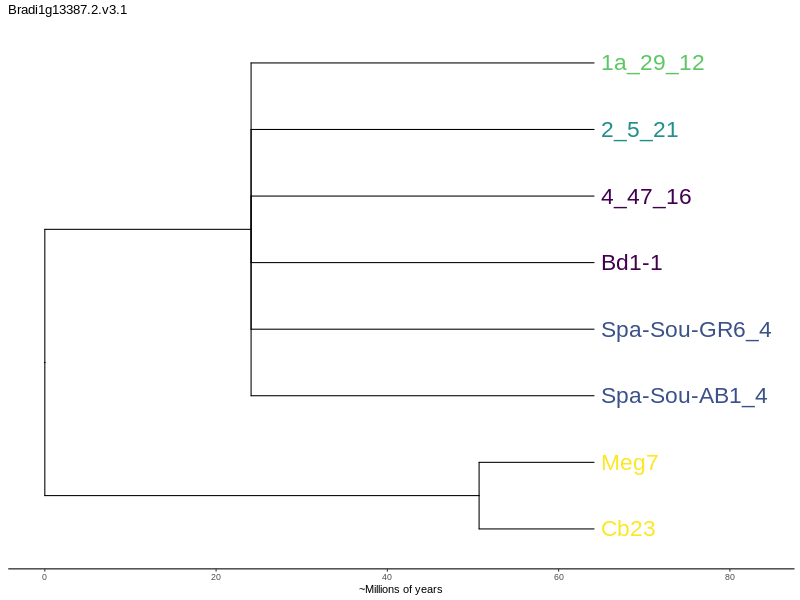 Bradi1g13387.2.v3.1
1a_29_12
2_5_21
4_47_16
Bd1-1
Spa-Sou-GR6_4
Spa-Sou-AB1_4
Meg7
Cb23
0 20 40 60 80
~Millions of years